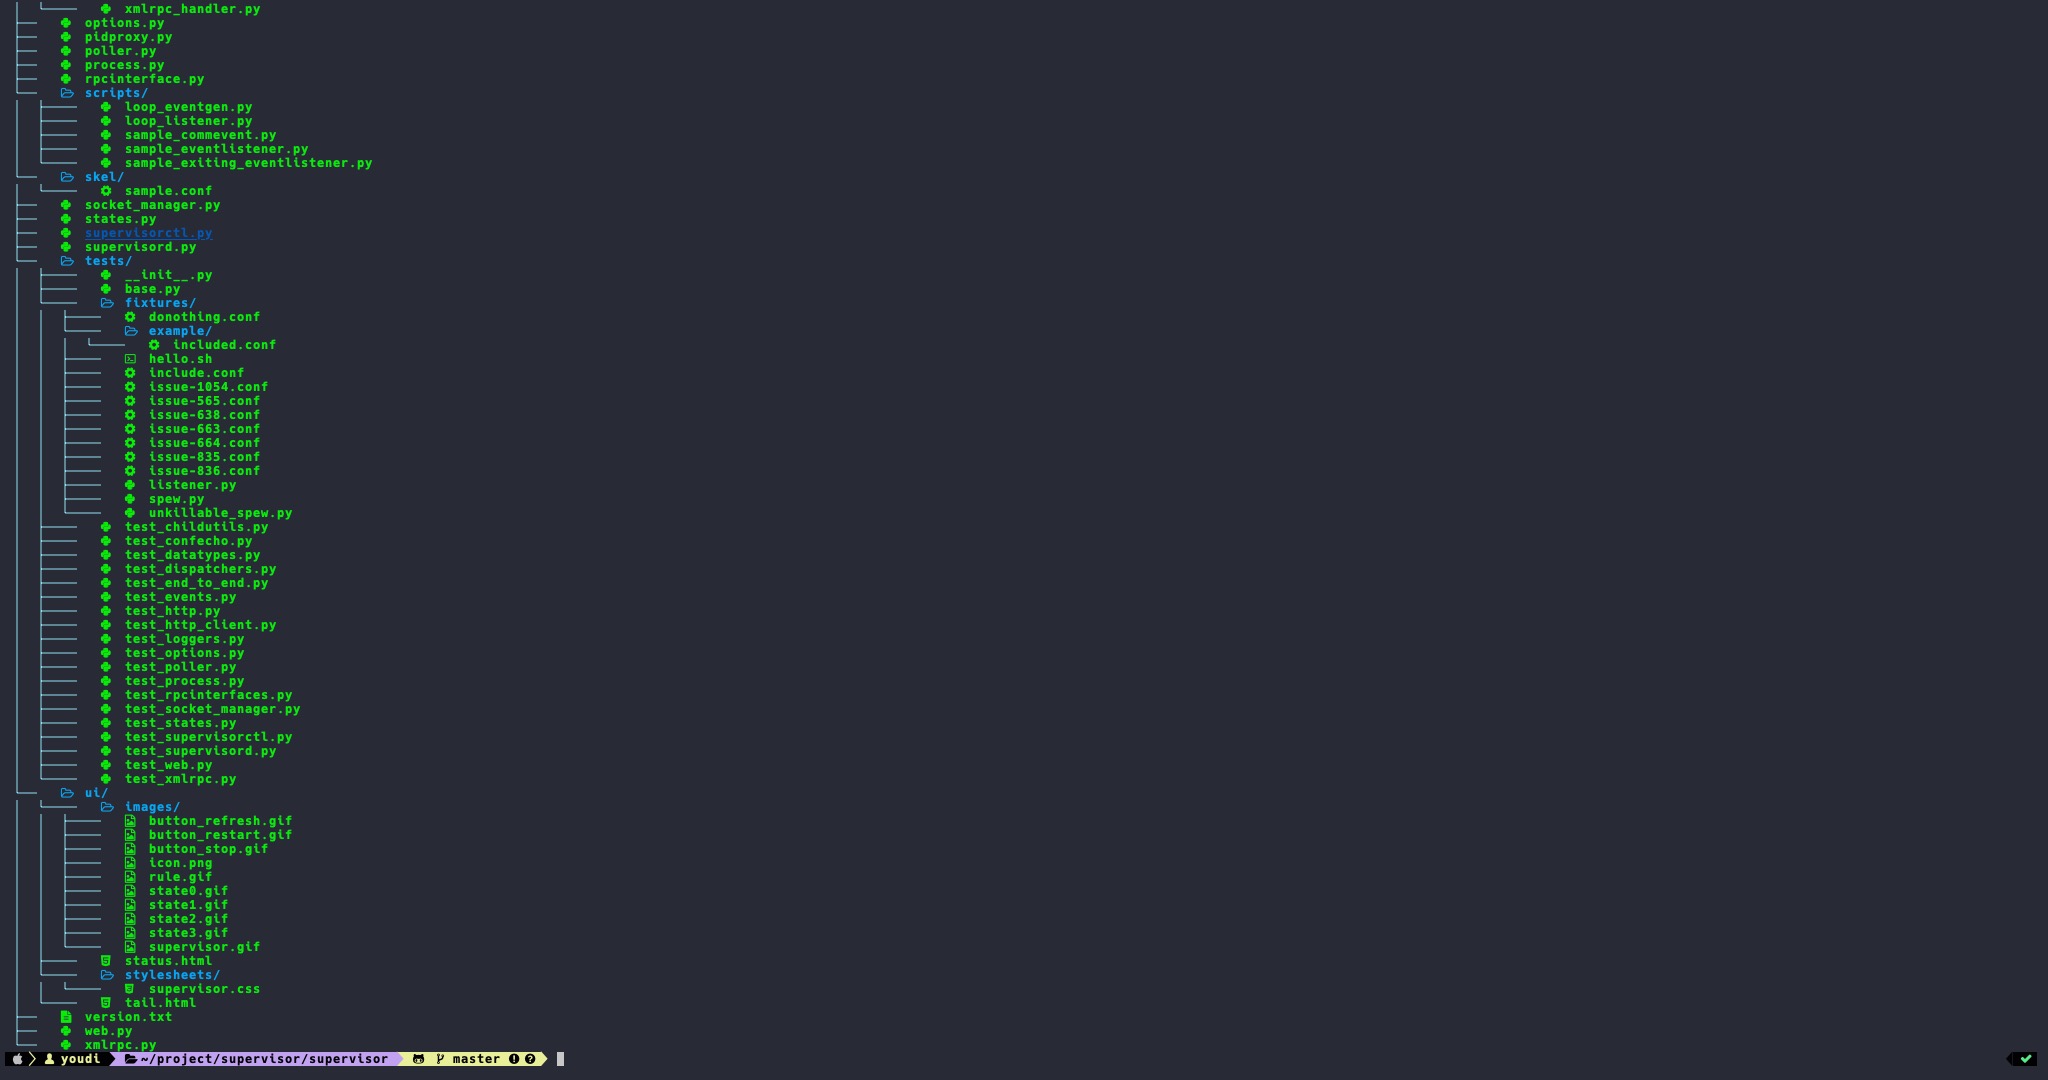 xmlrpc_handler.py
options.py
pidproxy.py
poller.py
process.py
rpcinterface.py
scripts/
loop_eventgen.py
loop_listener.py
sample_commevent.py
sample_eventlistener.py
sample_exiting_eventlistener.py
skel/
sample.conf
socket_manager.py
states.py
supervisorctl.py
supervisord.py
tests/
__init__.py
base.py
fixtures/
donothing.conf
example/
included.conf
hello.sh
include.conf
issue-1054.conf
issue-565.conf
issue-638.conf
issue-663.conf
issue-664.conf
issue-835.conf
issue-836.conf
listener.py
spew.py
unkillable_spew.py
test_childutils.py
test_confecho.py
test_datatypes.py
test_dispatchers.py
test_end_to_end.py
test_events.py
test_http.py
test_http_client.py
test_loggers.py
test_options.py
test_poller.py
test_process.py
test_rpcinterfaces.py
test_socket_manager.py
test_states.py
test_supervisorctl.py
test_supervisord.py
test_web.py
test_xmlrpc.py
ui/
images/
button_refresh.gif
button_restart.gif
button_stop.gif
icon.png
rule.gif
state0.gif
state1.gif
state2.gif
state3.gif
supervisor.gif
status.html
stylesheets/
supervisor.css
tail.html
version.txt
web.py
xmlrpc.py
youdi ~/project/supervisor/supervisor master